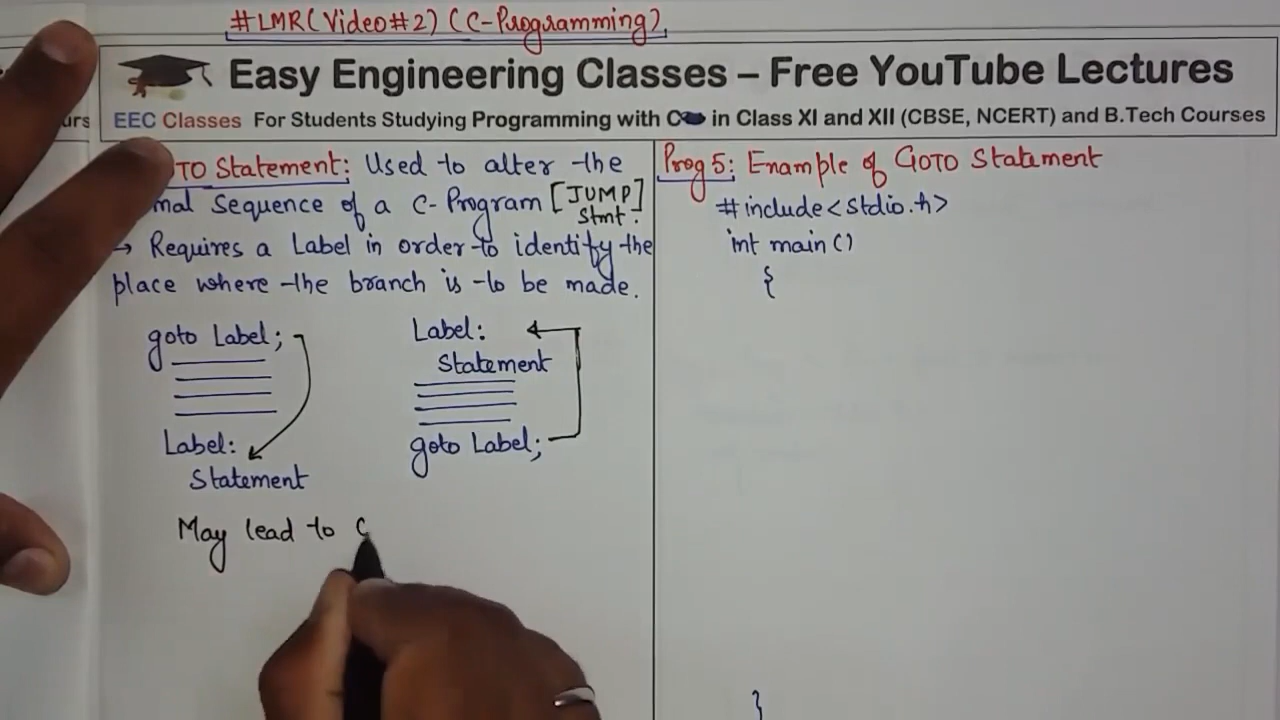 #LMR(Video#2) (C-Programming)
Easy Engineering Classes – Free YouTube Lectures
urs
EEC Classes For Students Studying Programming with C in Class XI and XII (CBSE, NCERT) and B.Tech Courses
OTO Statement: Used to alter the
mal Sequence of a C-Program [JUMP]
Stmt.
→ Requires a Label in order to identify the
place where the branch is to be made.
goto Label;
Label:
Statement
Label:
Statement
goto Label;
May lead to C
Prog 5: Example of GOTO Statement
#include<stdio.h>
int main()
{
}